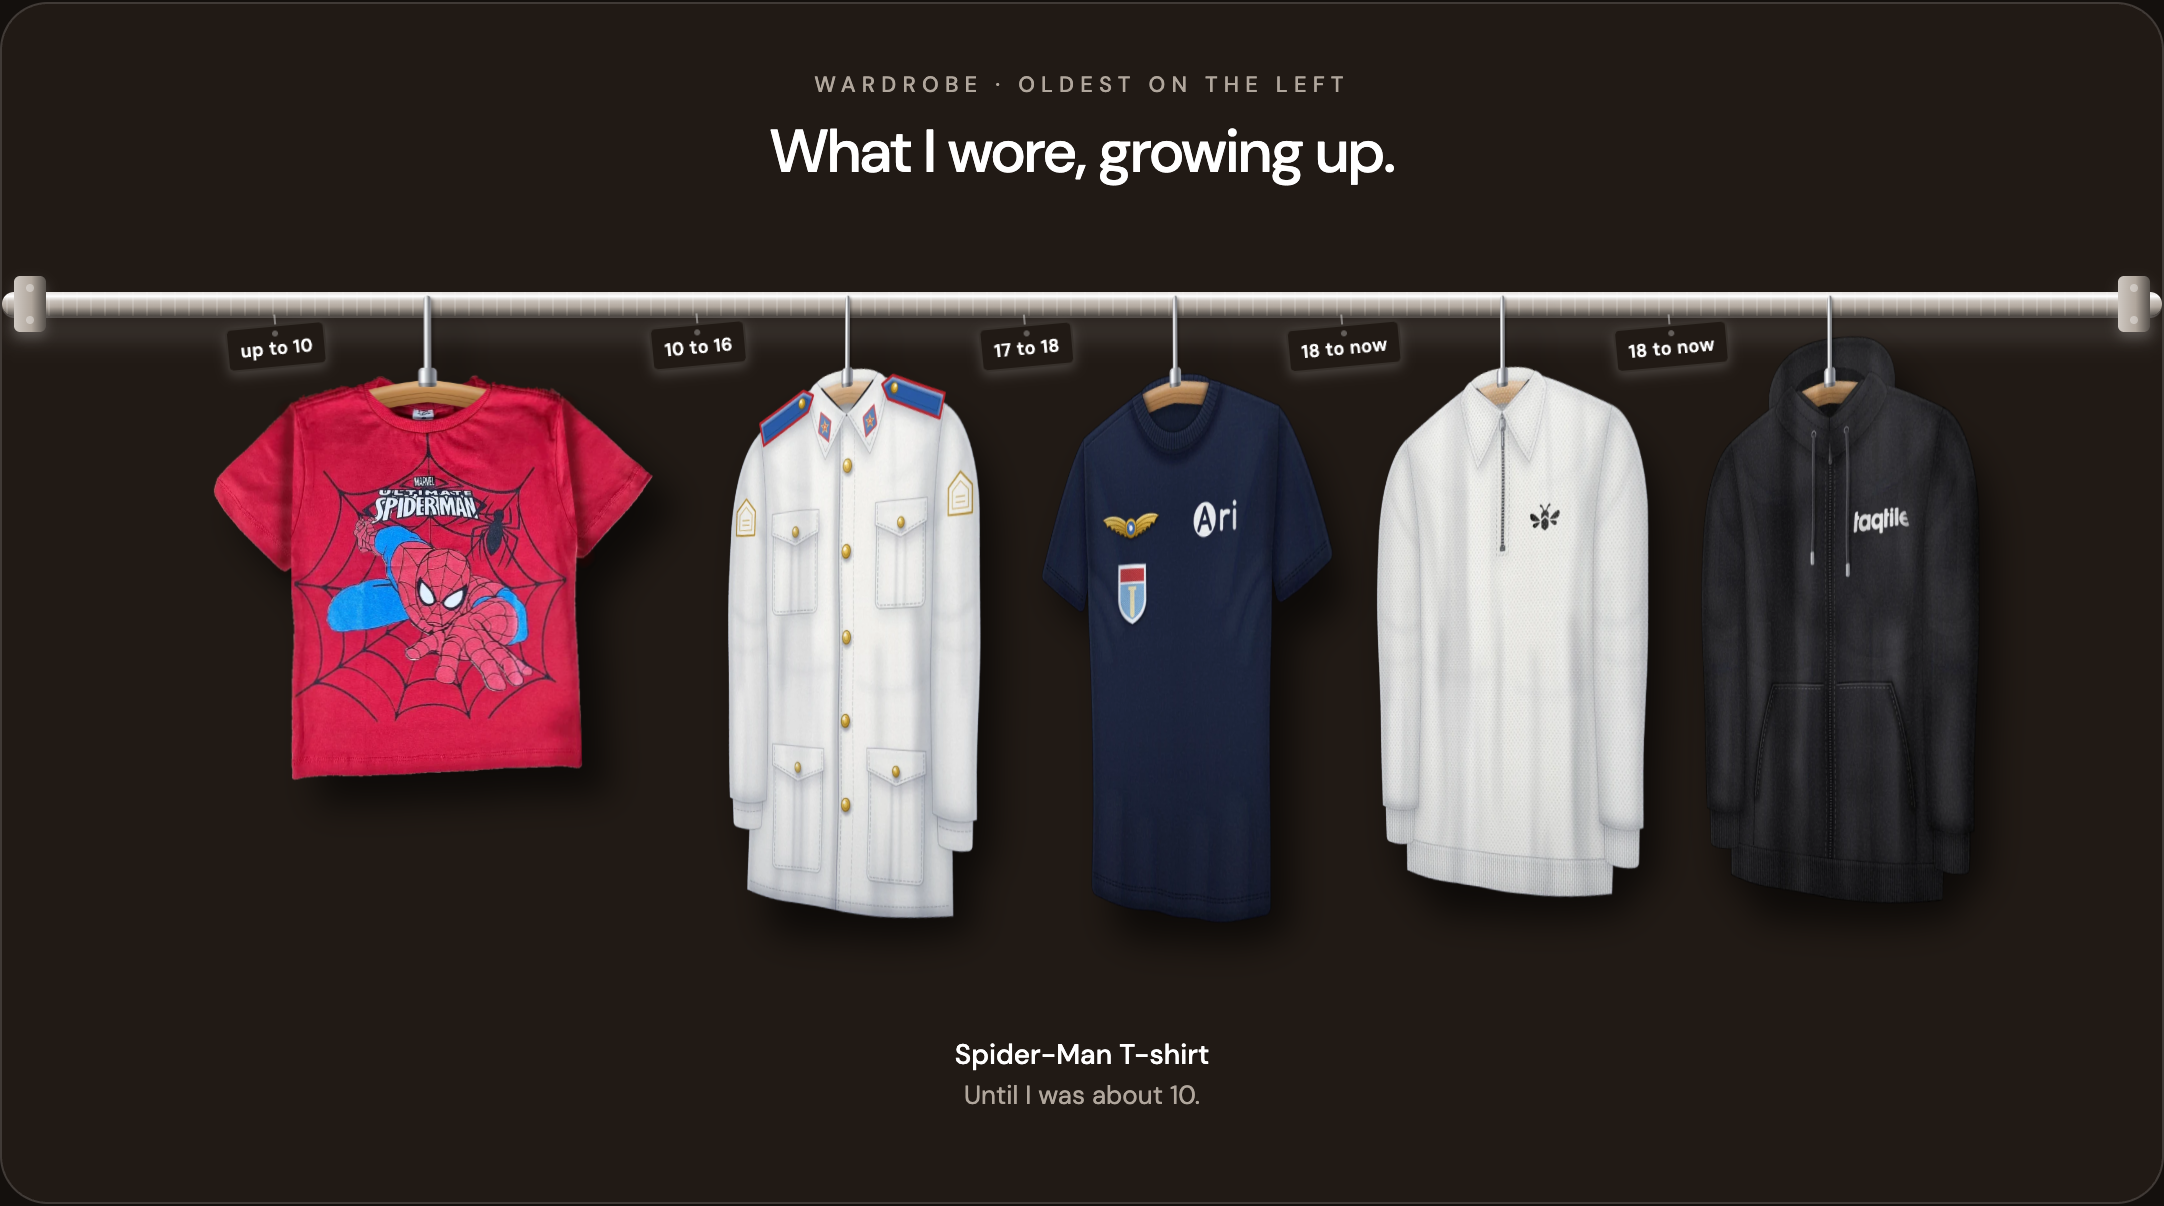 WARDROBE · OLDEST ON THE LEFT
What I wore, growing up.
up to 10
10 to 16
17 to 18
18 to now
18 to now
MARVEL
ULTIMATE
SPIDER-MAN
Ari
taqtile
Spider-Man T-shirt
Until I was about 10.